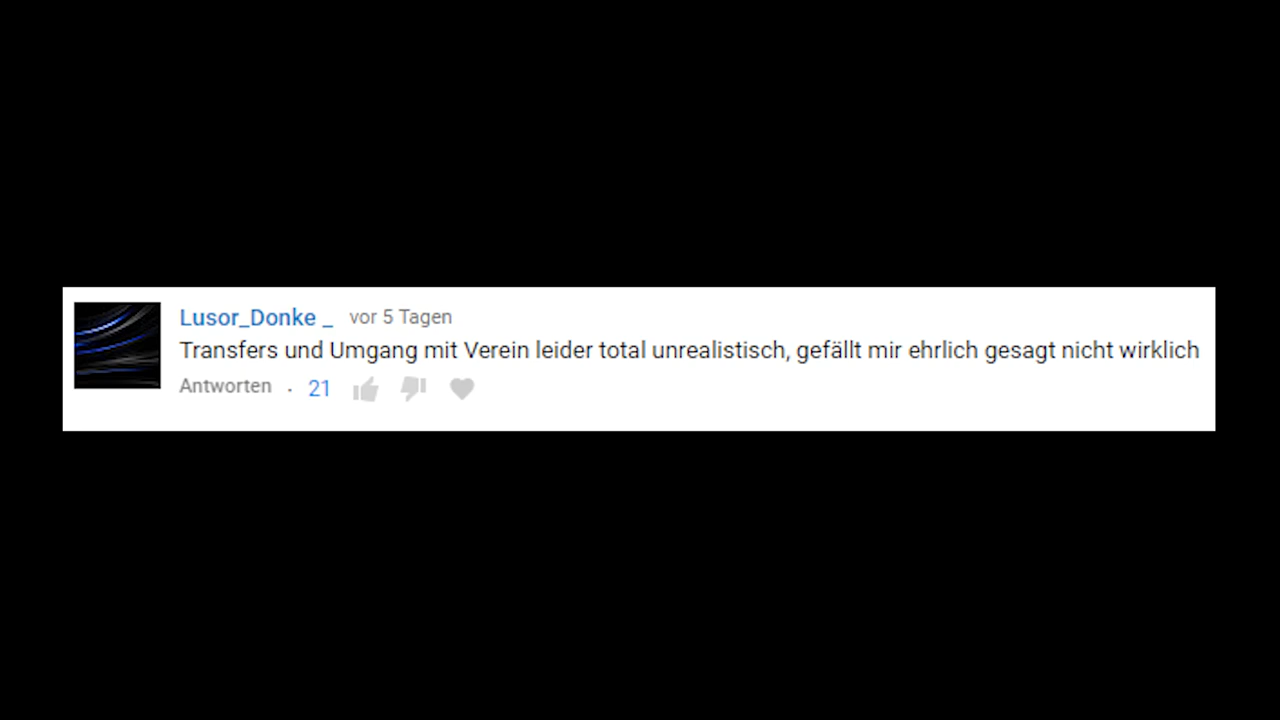 Lusor_Donke _ vor 5 Tagen
Transfers und Umgang mit Verein leider total unrealistisch, gefällt mir ehrlich gesagt nicht wirklich
Antworten · 21